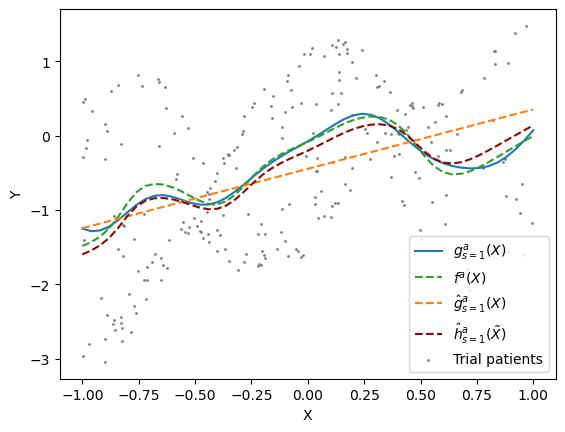 1
0
Y
−1
−2
−3
−1.00 −0.75 −0.50 −0.25 0.00 0.25 0.50 0.75 1.00
X
g^a_{s=1}(X)
f^a(X)
ĝ^a_{s=1}(X)
ĥ^a_{s=1}(X̃)
Trial patients